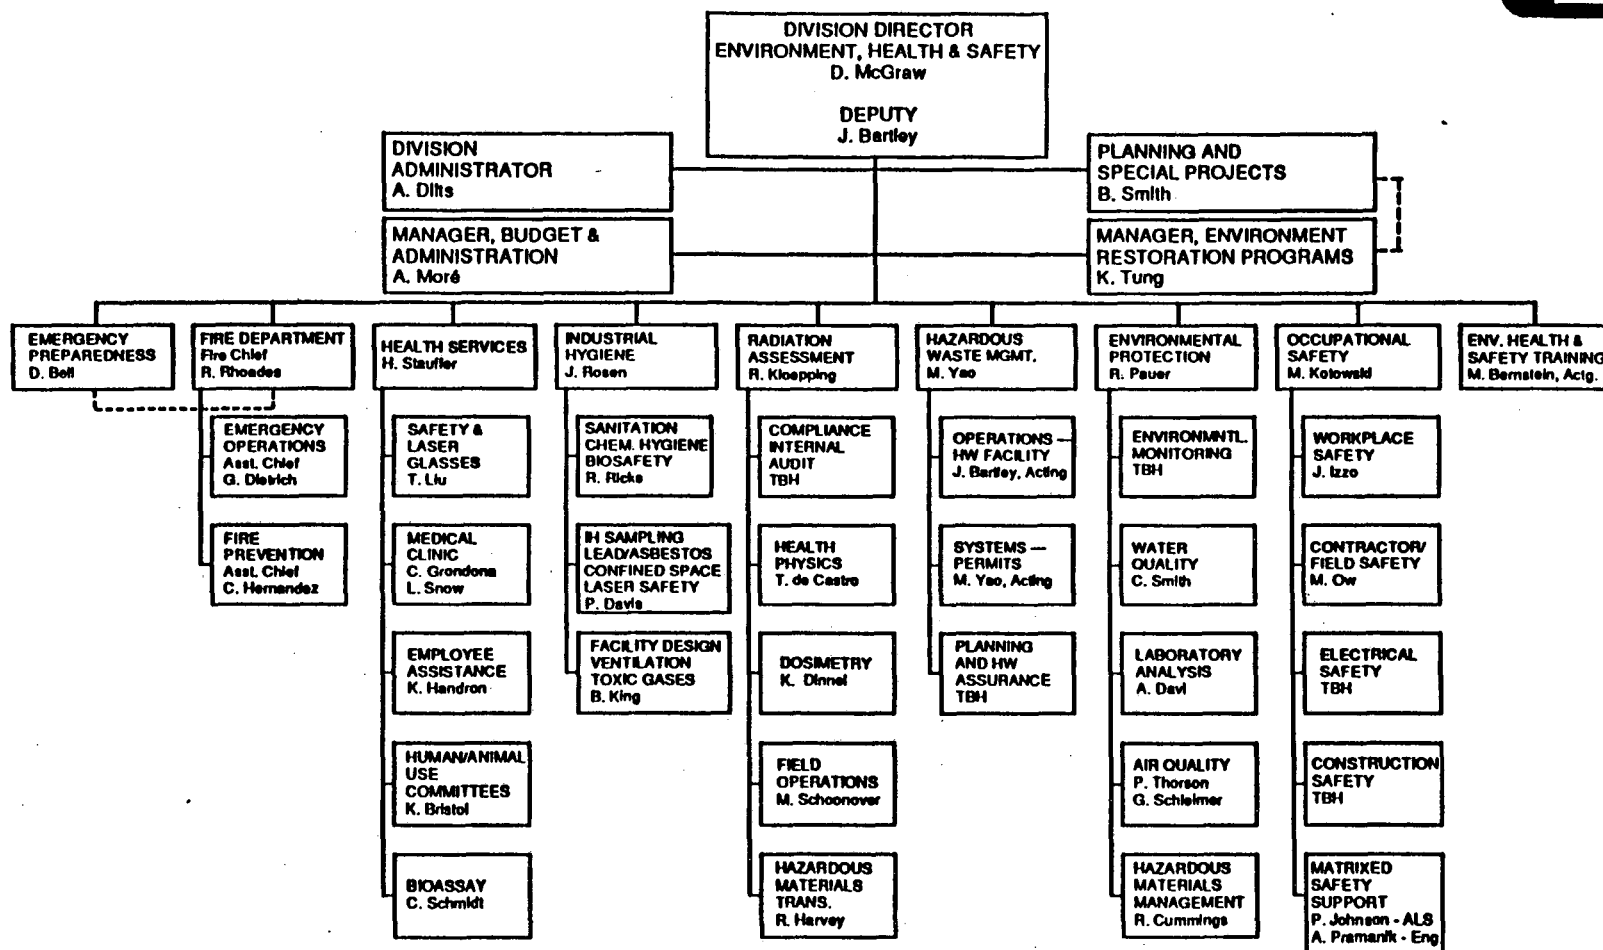 DIVISION DIRECTOR
ENVIRONMENT, HEALTH & SAFETY
D. McGraw
DEPUTY
J. Bartley
DIVISION
ADMINISTRATOR
A. Dilts
PLANNING AND
SPECIAL PROJECTS
B. Smith
MANAGER, BUDGET &
ADMINISTRATION
A. Moré
MANAGER, ENVIRONMENT
RESTORATION PROGRAMS
K. Tung
EMERGENCY
PREPAREDNESS
D. Bell
FIRE DEPARTMENT
Fire Chief
R. Rhoades
HEALTH SERVICES
H. Staufler
INDUSTRIAL
HYGIENE
J. Rosen
RADIATION
ASSESSMENT
R. Kloepping
HAZARDOUS
WASTE MGMT.
M. Yao
ENVIRONMENTAL
PROTECTION
R. Pauer
OCCUPATIONAL
SAFETY
M. Kotowski
ENV. HEALTH &
SAFETY TRAINING
M. Bernstein, Actg.
EMERGENCY
OPERATIONS
Asst. Chief
G. Dietrich
FIRE
PREVENTION
Asst. Chief
C. Hernandez
SAFETY &
LASER
GLASSES
T. Liu
MEDICAL
CLINIC
C. Grondona
L. Snow
EMPLOYEE
ASSISTANCE
K. Handron
HUMAN/ANIMAL
USE
COMMITTEES
K. Bristol
BIOASSAY
C. Schmidt
SANITATION
CHEM. HYGIENE
BIOSAFETY
R. Ricks
IH SAMPLING
LEAD/ASBESTOS
CONFINED SPACE
LASER SAFETY
P. Davis
FACILITY DESIGN
VENTILATION
TOXIC GASES
B. King
COMPLIANCE
INTERNAL
AUDIT
TBH
HEALTH
PHYSICS
T. de Castro
DOSIMETRY
K. Dinnel
FIELD
OPERATIONS
M. Schoonover
HAZARDOUS
MATERIALS
TRANS.
R. Harvey
OPERATIONS —
HW FACILITY
J. Bartley, Acting
SYSTEMS —
PERMITS
M. Yao, Acting
PLANNING
AND HW
ASSURANCE
TBH
ENVIRONMNTL.
MONITORING
TBH
WATER
QUALITY
C. Smith
LABORATORY
ANALYSIS
A. Davi
AIR QUALITY
P. Thorson
G. Schleimer
HAZARDOUS
MATERIALS
MANAGEMENT
R. Cummings
WORKPLACE
SAFETY
J. Izzo
CONTRACTOR/
FIELD SAFETY
M. Ow
ELECTRICAL
SAFETY
TBH
CONSTRUCTION
SAFETY
TBH
MATRIXED
SAFETY
SUPPORT
P. Johnson - ALS
A. Pramanik - Eng